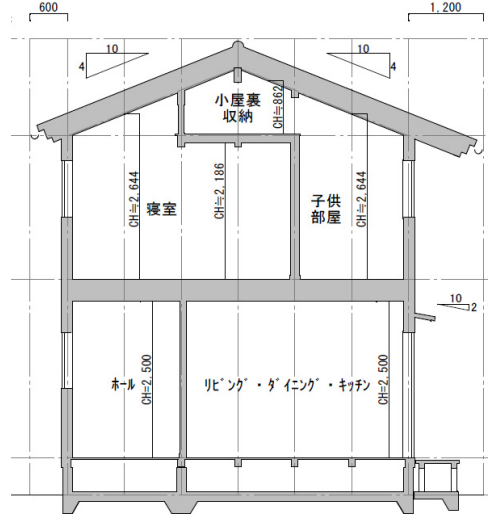 600
1,200
10
4
10
4
小屋裏
収納
CH≒862
CH≒2,644
寝室
CH≒2,186
子供
部屋
CH≒2,644
10
2
ホール
CH=2,500
リビング・ダイニング・キッチン
CH=2,500